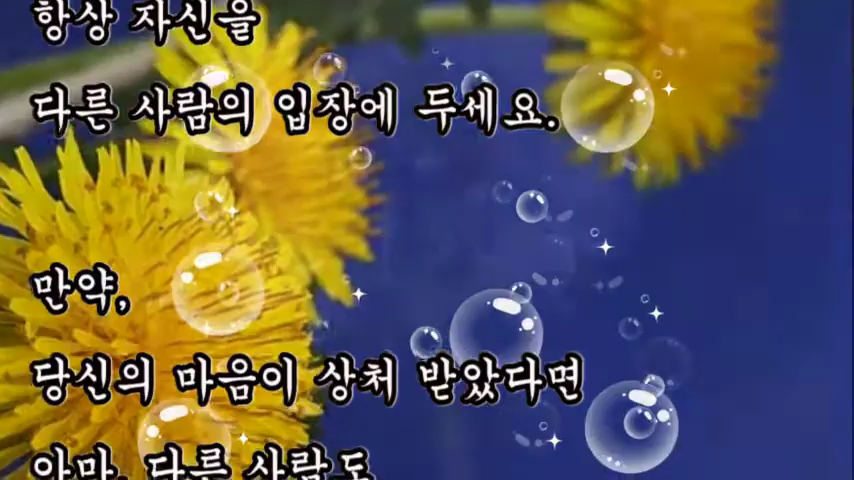 항상 자신을
다른 사람의 입장에 두세요.
만약,
당신의 마음이 상처 받았다면
아마, 다른 사람도